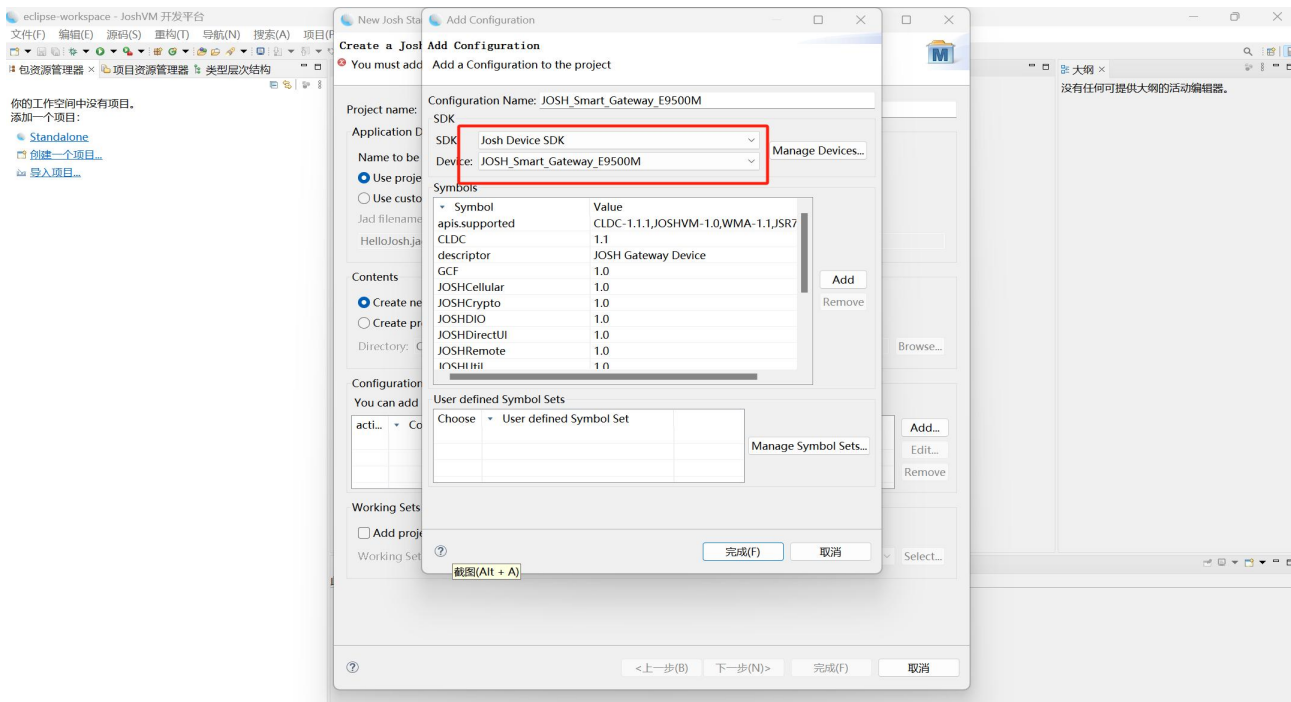 eclipse-workspace - JoshVM 开发平台
文件(F) 编辑(E) 源码(S) 重构(T) 导航(N) 搜索(A) 项目(F
包资源管理器 × 项目资源管理器 类型层次结构
你的工作空间中没有项目。
添加一个项目:
Standalone
创建一个项目...
导入项目...
New Josh Sta
Create a Josh
You must add
Project name:
Application D
Name to be
Use proje
Use custo
Jad filename
HelloJosh.ja
Contents
Create ne
Create pr
Directory: C
Browse...
Configuration
You can add
acti... Co
Add...
Edit...
Remove
Working Sets
Add proje
Working Set
Select...
<上一步(B) 下一步(N)> 完成(F) 取消
Add Configuration
Add Configuration
Add a Configuration to the project
Configuration Name: JOSH_Smart_Gateway_E9500M
SDK
SDK Josh Device SDK
Device: JOSH_Smart_Gateway_E9500M
Manage Devices...
Symbols
Symbol Value
apis.supported CLDC-1.1.1,JOSHVM-1.0,WMA-1.1,JSR7
CLDC 1.1
descriptor JOSH Gateway Device
GCF 1.0
JOSHCellular 1.0
JOSHCrypto 1.0
JOSHDIO 1.0
JOSHDirectUI 1.0
JOSHRemote 1.0
JOSHUtil 1.0
Add
Remove
User defined Symbol Sets
Choose User defined Symbol Set
Manage Symbol Sets...
完成(F) 取消
截图(Alt + A)
大纲 ×
没有任何可提供大纲的活动编辑器。